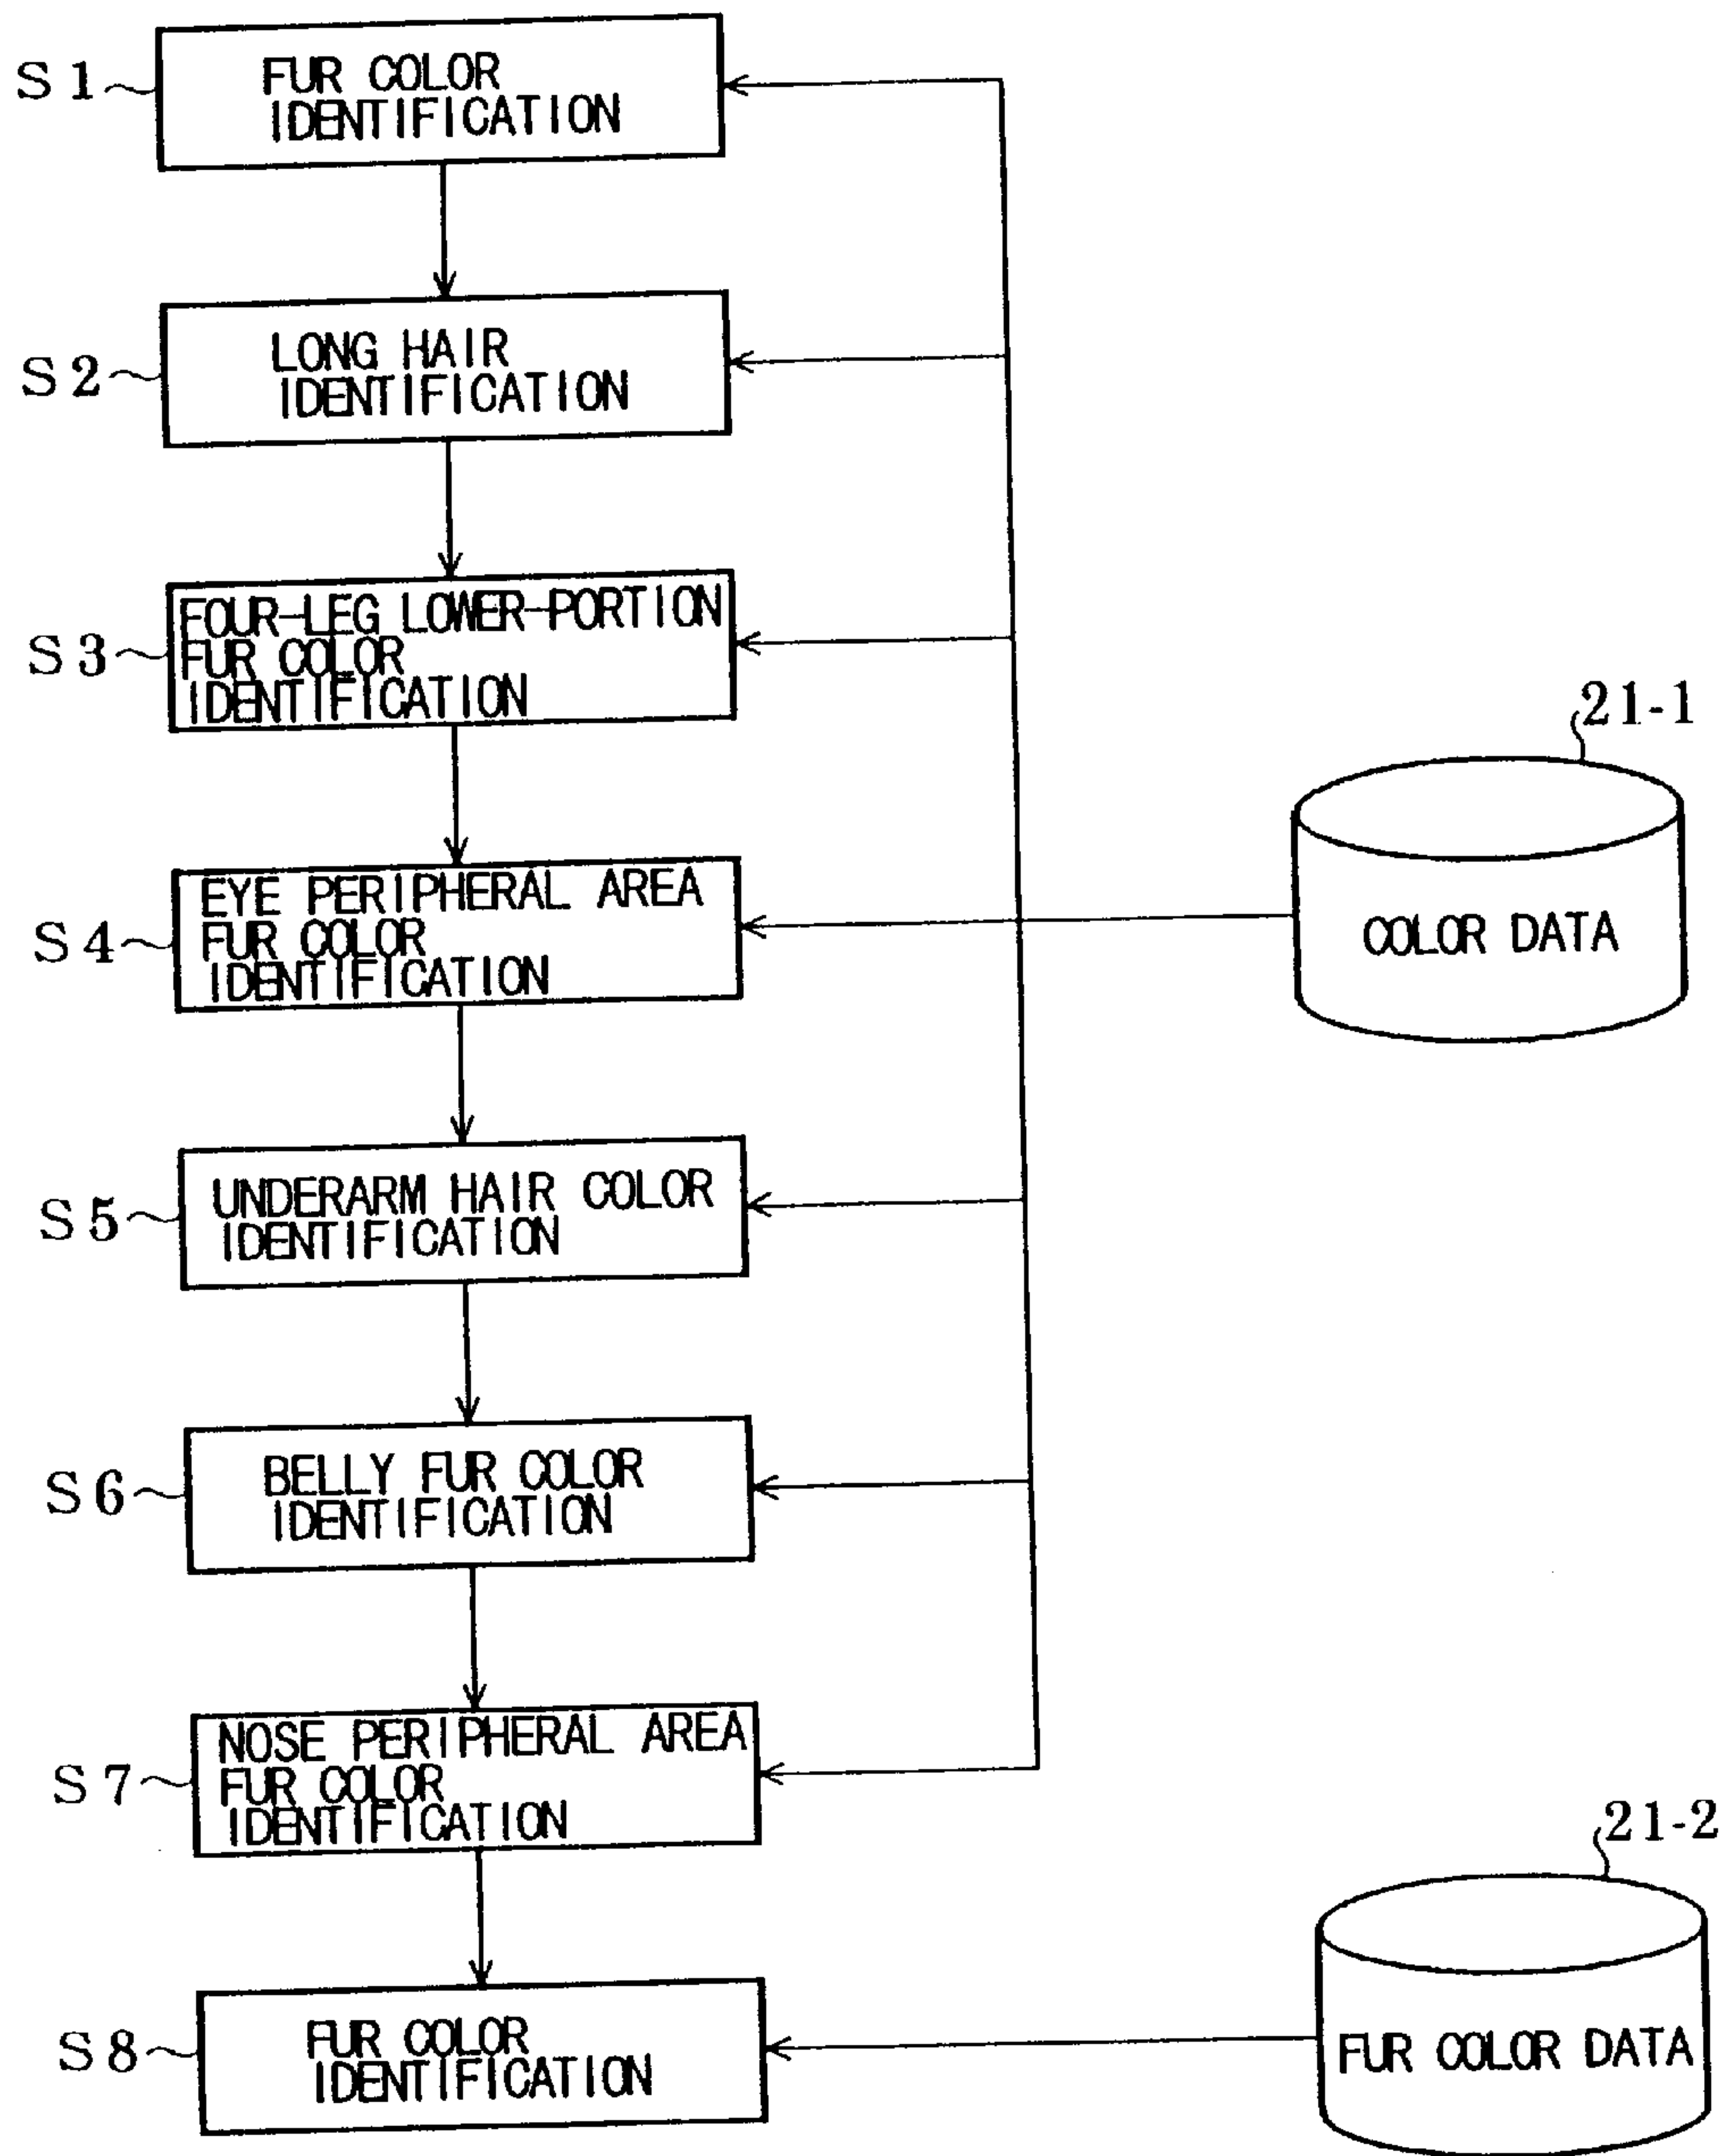 S1
FUR COLOR
IDENTIFICATION
S2
LONG HAIR
IDENTIFICATION
S3
FOUR-LEG LOWER-PORTION
FUR COLOR
IDENTIFICATION
21-1
COLOR DATA
S4
EYE PERIPHERAL AREA
FUR COLOR
IDENTIFICATION
S5
UNDERARM HAIR COLOR
IDENTIFICATION
S6
BELLY FUR COLOR
IDENTIFICATION
S7
NOSE PERIPHERAL AREA
FUR COLOR
IDENTIFICATION
21-2
FUR COLOR DATA
S8
FUR COLOR
IDENTIFICATION